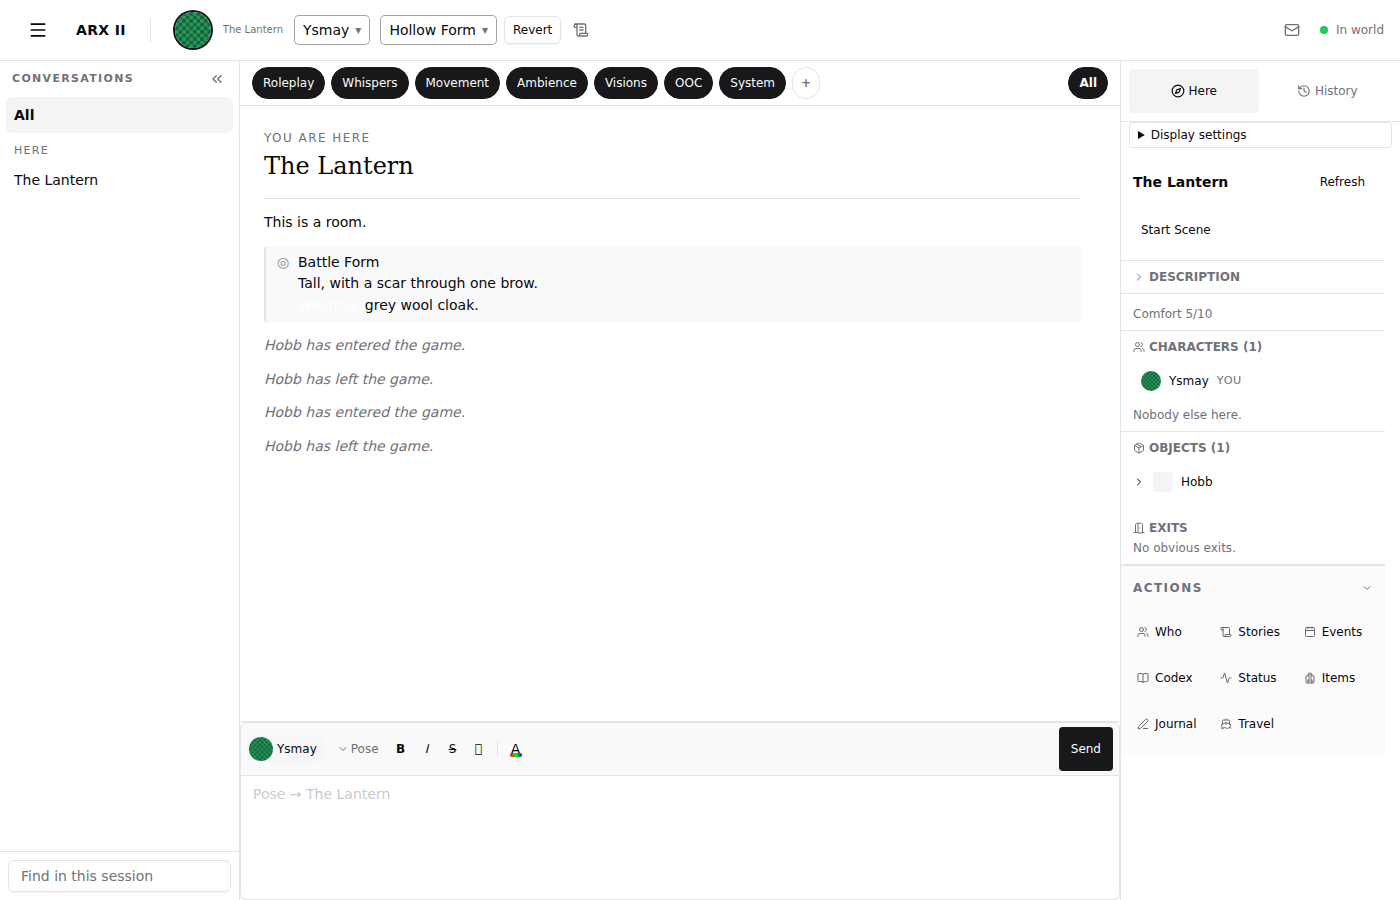 ARX II
The Lantern
Ysmay
Hollow Form
Revert
In world
CONVERSATIONS
All
HERE
The Lantern
Find in this session
Roleplay
Whispers
Movement
Ambience
Visions
OOC
System
+
All
YOU ARE HERE
The Lantern
This is a room.
Battle Form
Tall, with a scar through one brow.
Wearing: grey wool cloak.
Hobb has entered the game.
Hobb has left the game.
Hobb has entered the game.
Hobb has left the game.
Ysmay
Pose
B
I
S
A
Send
Pose → The Lantern
Here
History
Display settings
The Lantern
Refresh
Start Scene
DESCRIPTION
Comfort 5/10
CHARACTERS (1)
Ysmay YOU
Nobody else here.
OBJECTS (1)
Hobb
EXITS
No obvious exits.
ACTIONS
Who
Stories
Events
Codex
Status
Items
Journal
Travel